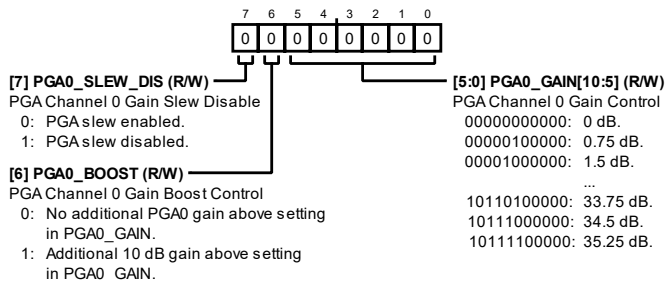 7 6 5 4 3 2 1 0
0 0 0 0 0 0 0 0
[7] PGA0_SLEW_DIS (R/W)
PGA Channel 0 Gain Slew Disable
0: PGA slew enabled.
1: PGA slew disabled.
[6] PGA0_BOOST (R/W)
PGA Channel 0 Gain Boost Control
0: No additional PGA0 gain above setting
in PGA0_GAIN.
1: Additional 10 dB gain above setting
in PGA0_GAIN.
[5:0] PGA0_GAIN[10:5] (R/W)
PGA Channel 0 Gain Control
00000000000: 0 dB.
00000100000: 0.75 dB.
00001000000: 1.5 dB.
...
10110100000: 33.75 dB.
10111000000: 34.5 dB.
10111100000: 35.25 dB.